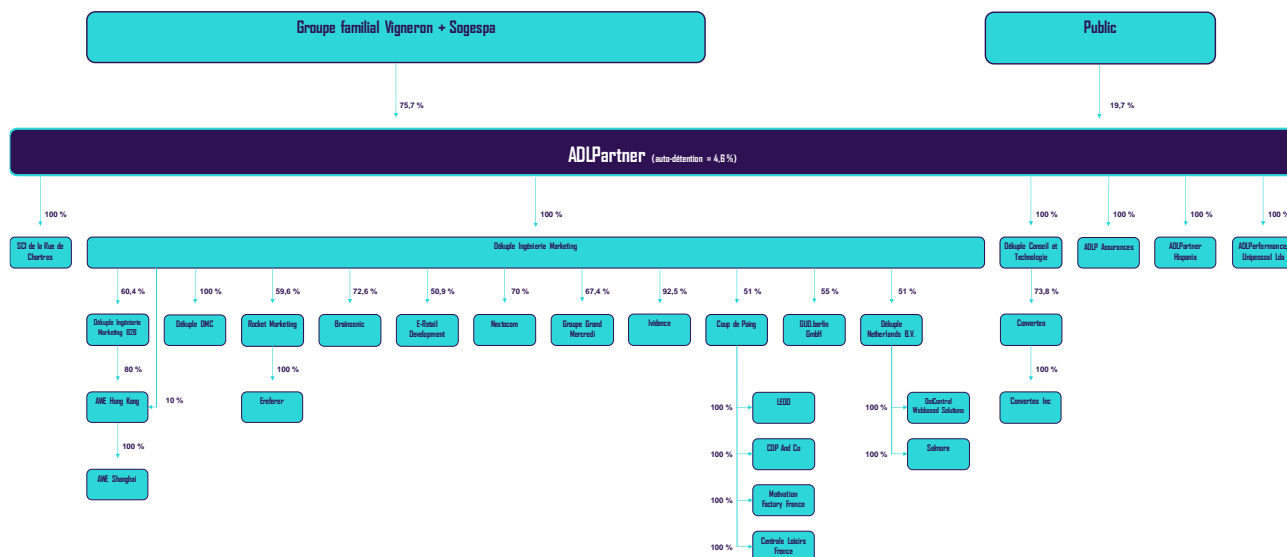 Groupe familial Vigneron + Sogespa
Public
75,7 %
19,7 %
ADLPartner (auto-détention = 4,6 %)
100 %
100 %
100 %
100 %
100 %
100 %
SCI de la Rue de
Chartres
Dékuple Ingénierie Marketing
Dékuple Conseil et
Technologie
ADLP Assurances
ADLPartner
Hispania
ADLPerformance
Unipessoal Lda
60,4 %
100 %
59,6 %
72,6 %
50,9 %
70 %
67,4 %
92,5 %
51 %
55 %
51 %
73,8 %
Dékuple Ingénierie
Marketing B2B
Dékuple DMC
Rocket Marketing
Brainsonic
E-Retail
Development
Nextacom
Groupe Grand
Mercredi
Ividence
Coup de Poing
GUD.berlin
GmbH
Dékuple
Netherlands B.V.
Converteo
80 %
100 %
100 %
AWE Hong Kong
10 %
Ereferer
100 %
LEOO
100 %
DotControl
Webbased Solutions
Converteo Inc
100 %
100 %
CDP And Co
100 %
Selmore
AWE Shanghai
100 %
Motivation
Factory France
100 %
Controle Loisirs
France